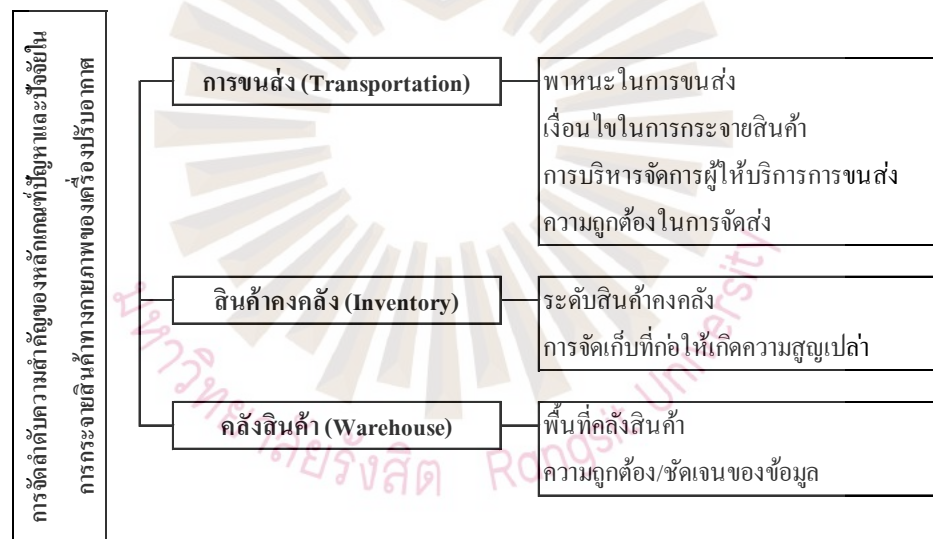 การจัดลำดับความสำคัญของหลักเกณฑ์ปัญหาและปัจจัยใน
การกระจายสินค้าทางกายภาพของเครื่องปรับอากาศ
การขนส่ง (Transportation)
พาหนะในการขนส่ง
เงื่อนไขในการกระจายสินค้า
การบริหารจัดการผู้ให้บริการการขนส่ง
ความถูกต้องในการจัดส่ง
สินค้าคงคลัง (Inventory)
ระดับสินค้าคงคลัง
การจัดเก็บที่ก่อให้เกิดความสูญเปล่า
คลังสินค้า (Warehouse)
พื้นที่คลังสินค้า
ความถูกต้อง/ชัดเจนของข้อมูล
มหาวิทยาลัยรังสิต Rangsit University